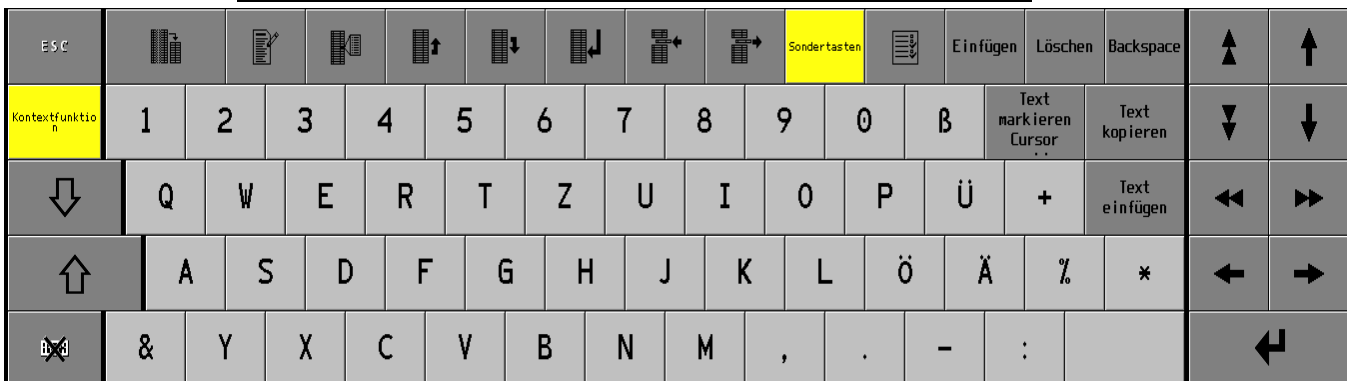 ESC Sondertasten Einfügen Löschen Backspace
Kontextfunktio
n
1 2 3 4 5 6 7 8 9 0 ß
Text
markieren
Cursor
Text
kopieren
Q W E R T Z U I O P Ü +
Text
einfügen
A S D F G H J K L Ö Ä % *
& Y X C V B N M , . - :